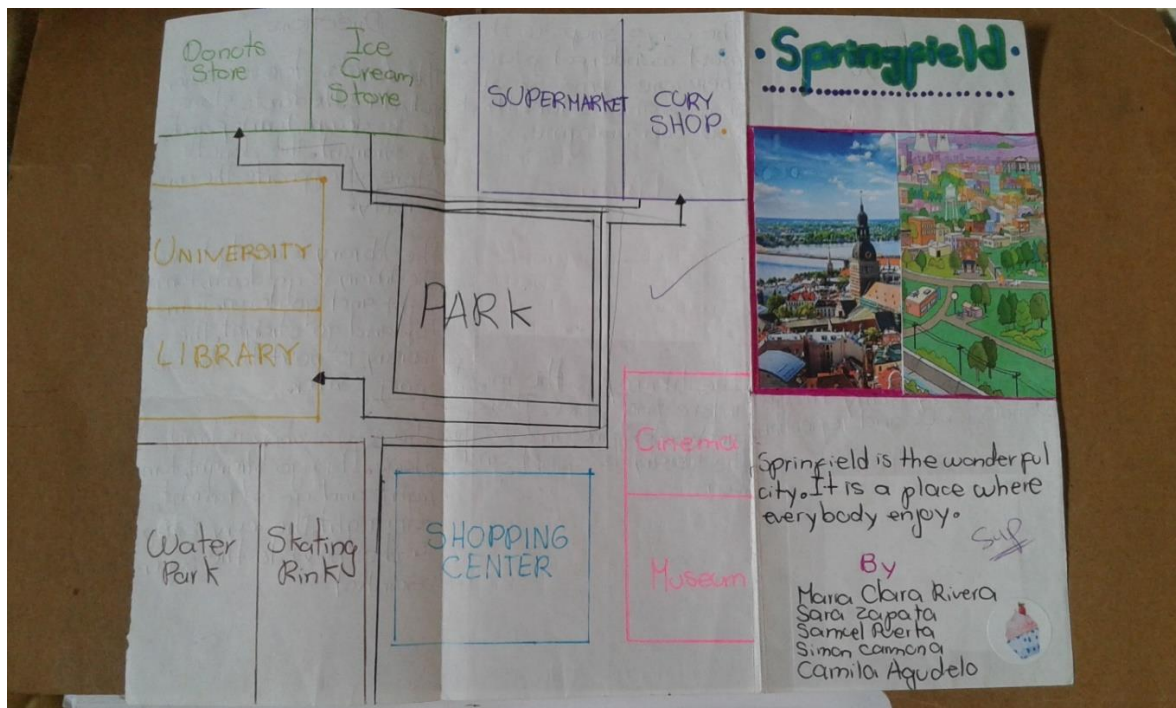 Donuts
Store
Ice
Cream
Store
SUPERMARKET
CURY
SHOP.
UNIVERSITY
LIBRARY
PARK
Water
Park
Skating
Rink
SHOPPING
CENTER
Cinema
Museum
• Springfield •
Sprinfield is the wonderful
city. It is a place where
everybody enjoy.
By
Maria Clara Rivera
Sara Zapata
Samuel Puerta
Simon Carmona
Camila Agudelo